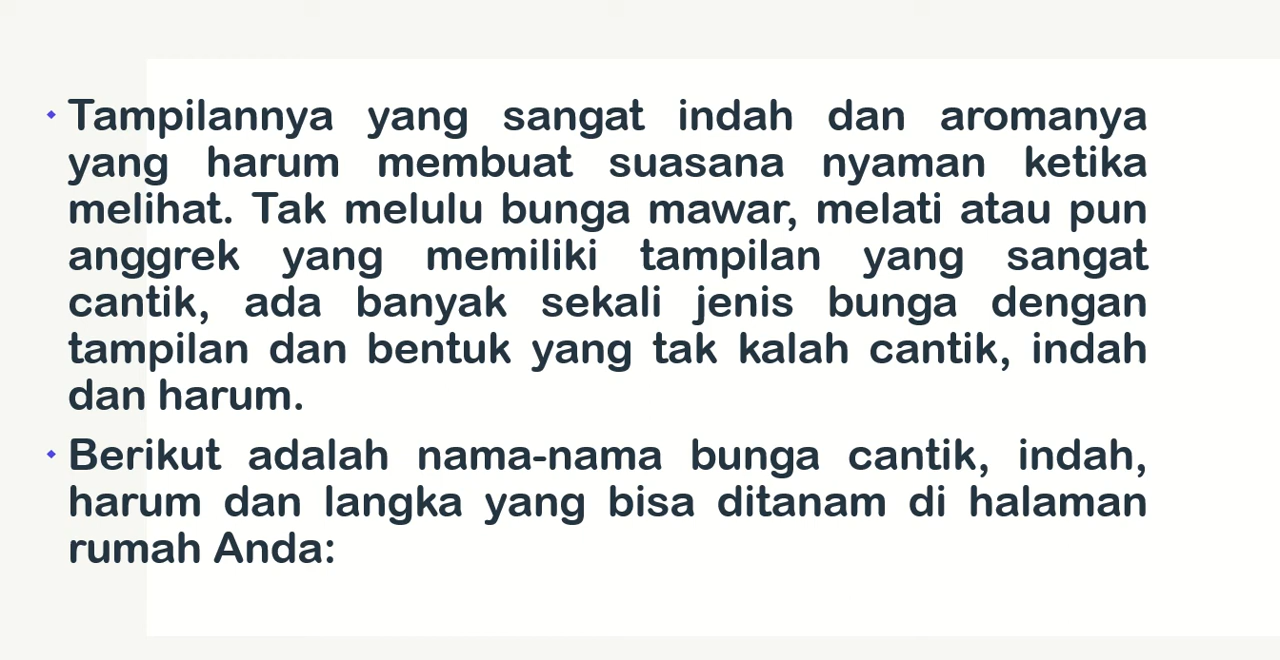 Tampilannya yang sangat indah dan aromanya
yang harum membuat suasana nyaman ketika
melihat. Tak melulu bunga mawar, melati atau pun
anggrek yang memiliki tampilan yang sangat
cantik, ada banyak sekali jenis bunga dengan
tampilan dan bentuk yang tak kalah cantik, indah
dan harum.
Berikut adalah nama-nama bunga cantik, indah,
harum dan langka yang bisa ditanam di halaman
rumah Anda: